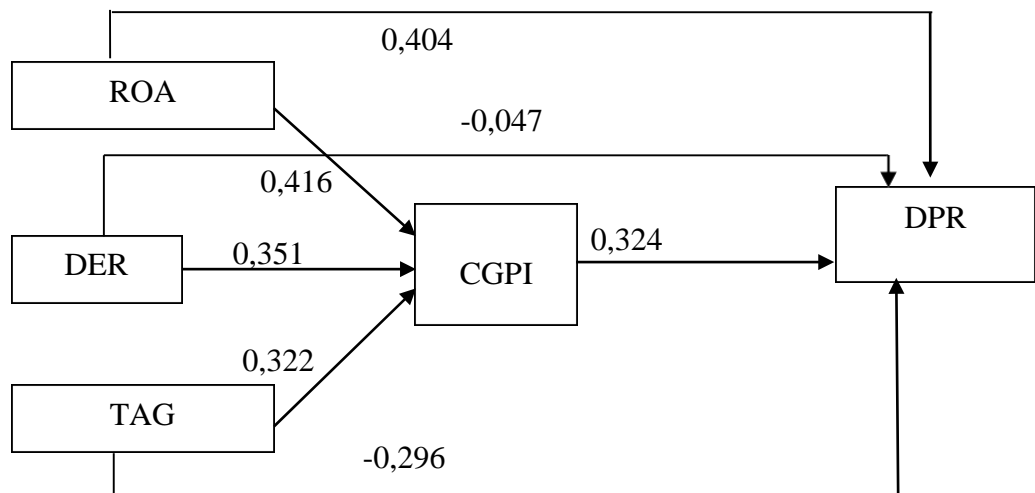 0,404
ROA
-0,047
0,416
DPR
0,324
DER
0,351
CGPI
0,322
TAG
-0,296